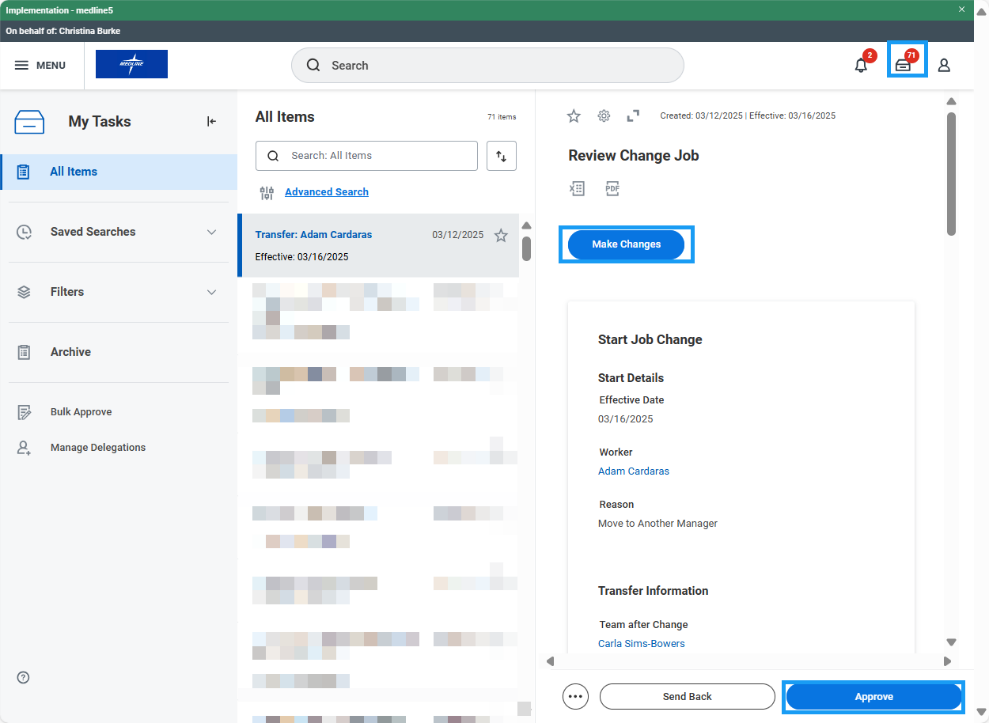 Implementation - medline5
On behalf of: Christina Burke
MENU
MEDLINE
Search
2
71
My Tasks
All Items
Saved Searches
Filters
Archive
Bulk Approve
Manage Delegations
All Items
71 items
Search: All Items
Advanced Search
Transfer: Adam Cardaras
03/12/2025
Effective: 03/16/2025
Created: 03/12/2025 | Effective: 03/16/2025
Review Change Job
PDF
Make Changes
Start Job Change
Start Details
Effective Date
03/16/2025
Worker
Adam Cardaras
Reason
Move to Another Manager
Transfer Information
Team after Change
Carla Sims-Bowers
Send Back
Approve